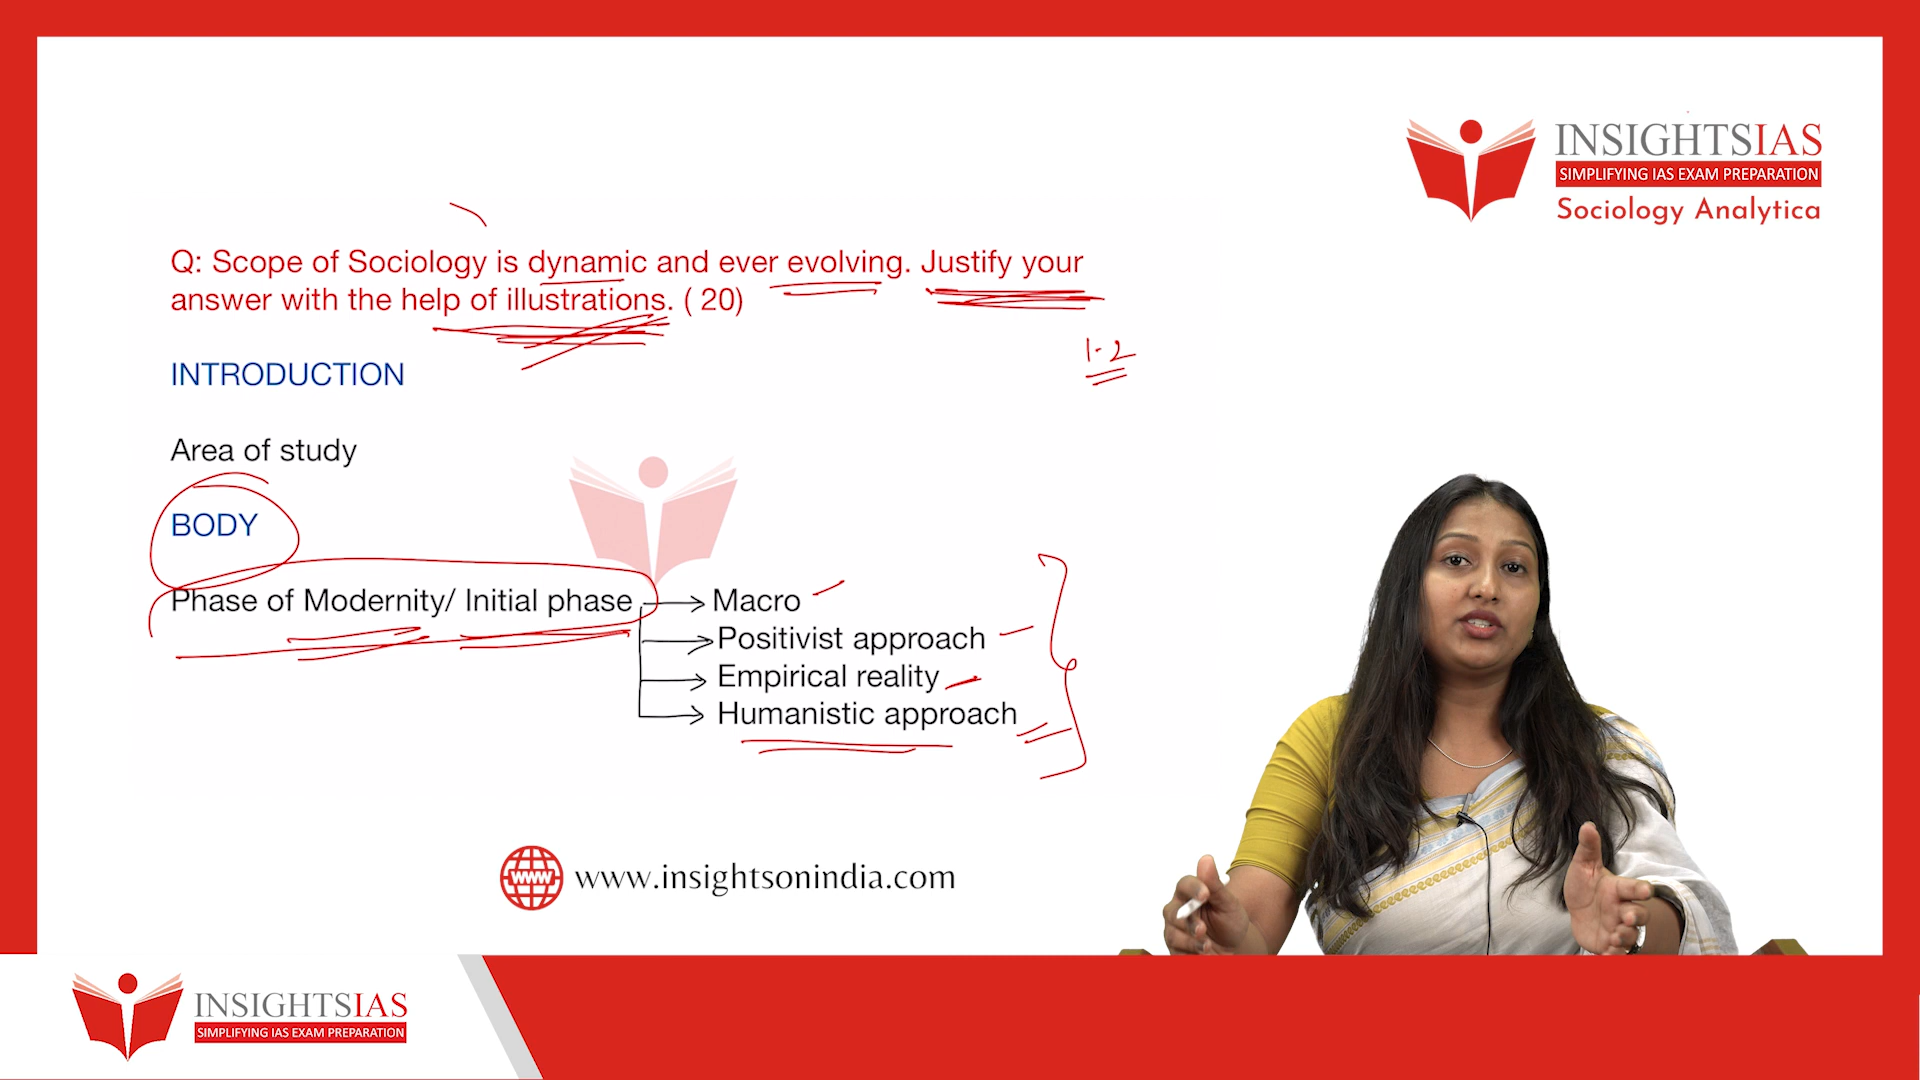 INSIGHTSIAS
SIMPLIFYING IAS EXAM PREPARATION
Sociology Analytica
Q: Scope of Sociology is dynamic and ever evolving. Justify your
answer with the help of illustrations. ( 20)
1-2
INTRODUCTION
Area of study
BODY
Phase of Modernity/ Initial phase
Macro
Positivist approach
Empirical reality
Humanistic approach
www
www.insightsonindia.com
INSIGHTSIAS
SIMPLIFYING IAS EXAM PREPARATION